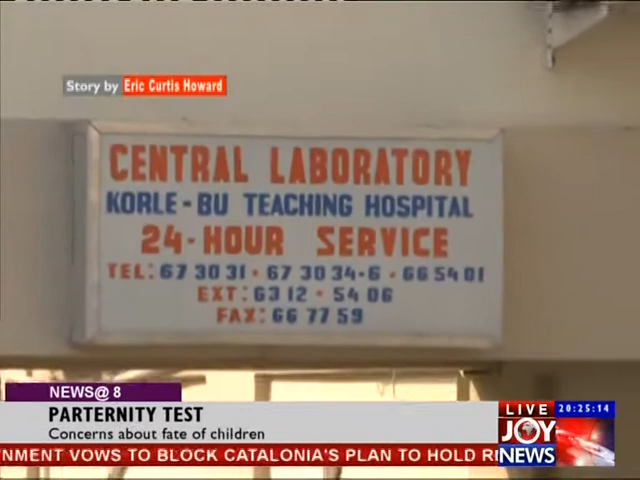 Story by Eric Curtis Howard
CENTRAL LABORATORY
KORLE-BU TEACHING HOSPITAL
24-HOUR SERVICE
TEL: 67 30 31 • 67 30 34-6 • 66 54 01
EXT: 63 12 • 54 06
FAX: 66 77 59
NEWS@ 8
PARTERNITY TEST
Concerns about fate of children
LIVE 20:25:14
JOY
NEWS
NMENT VOWS TO BLOCK CATALONIA'S PLAN TO HOLD R